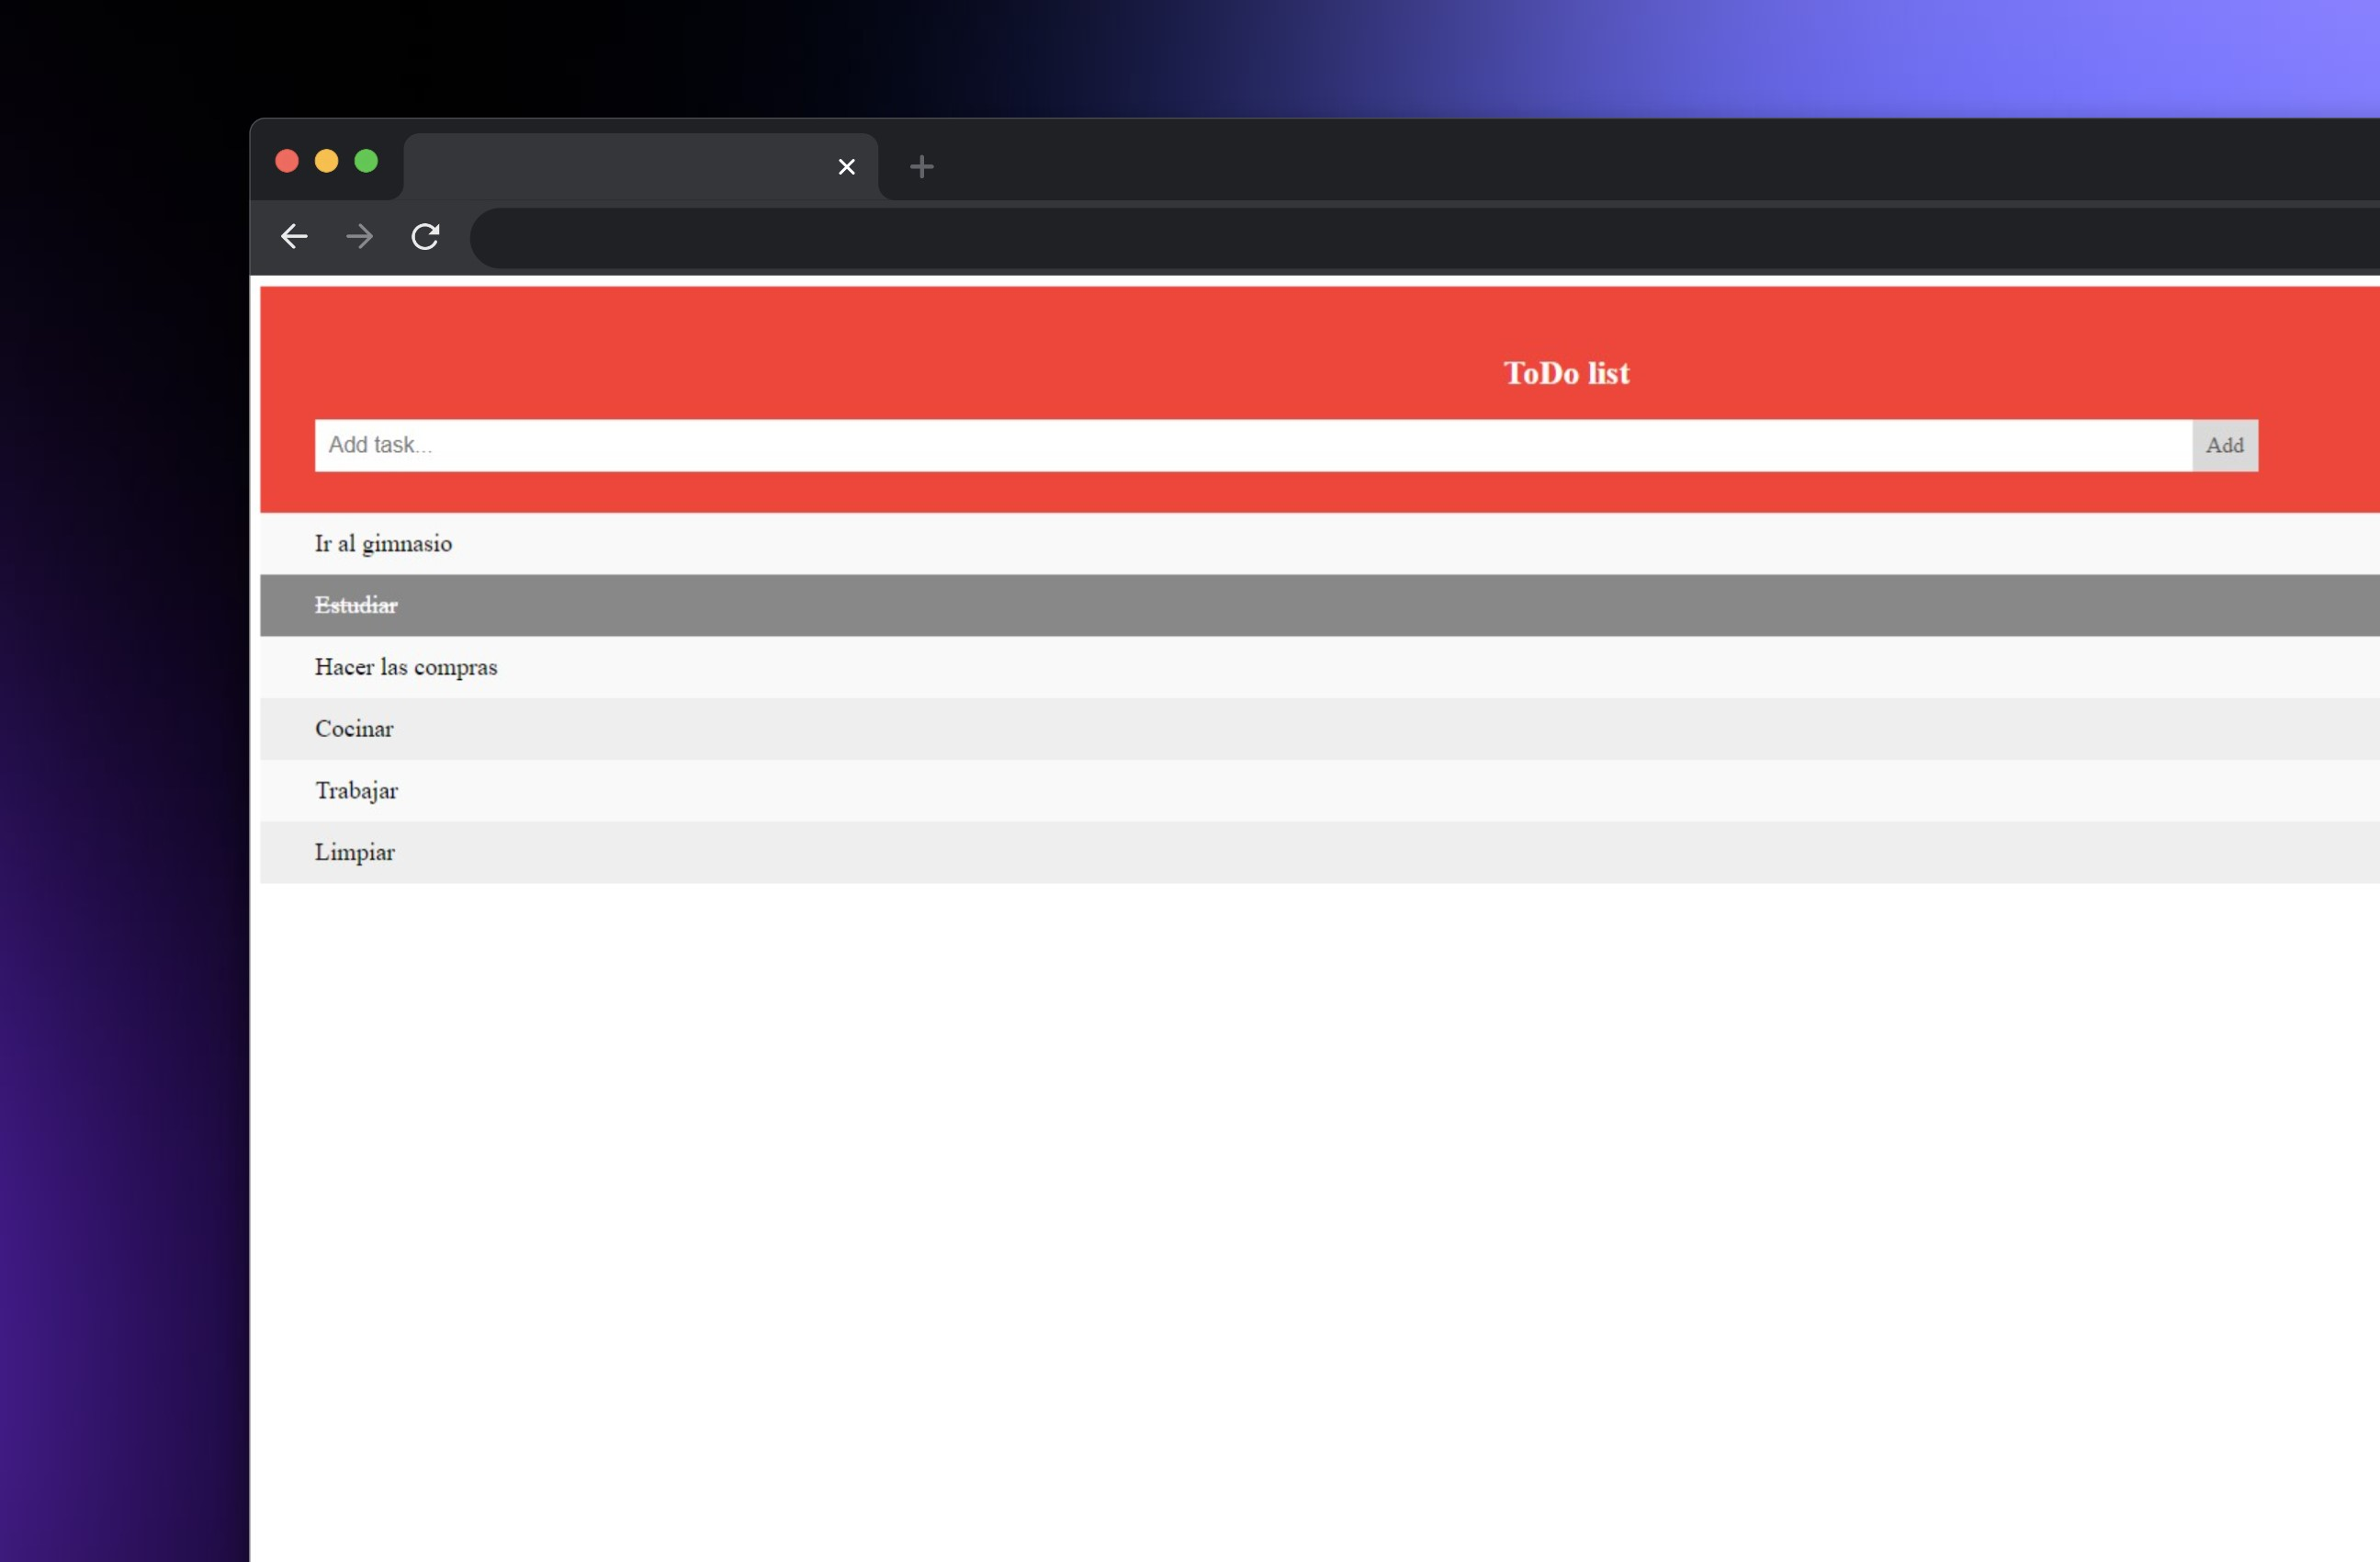 ToDo list
Add task...
Add
Ir al gimnasio
Estudiar
Hacer las compras
Cocinar
Trabajar
Limpiar